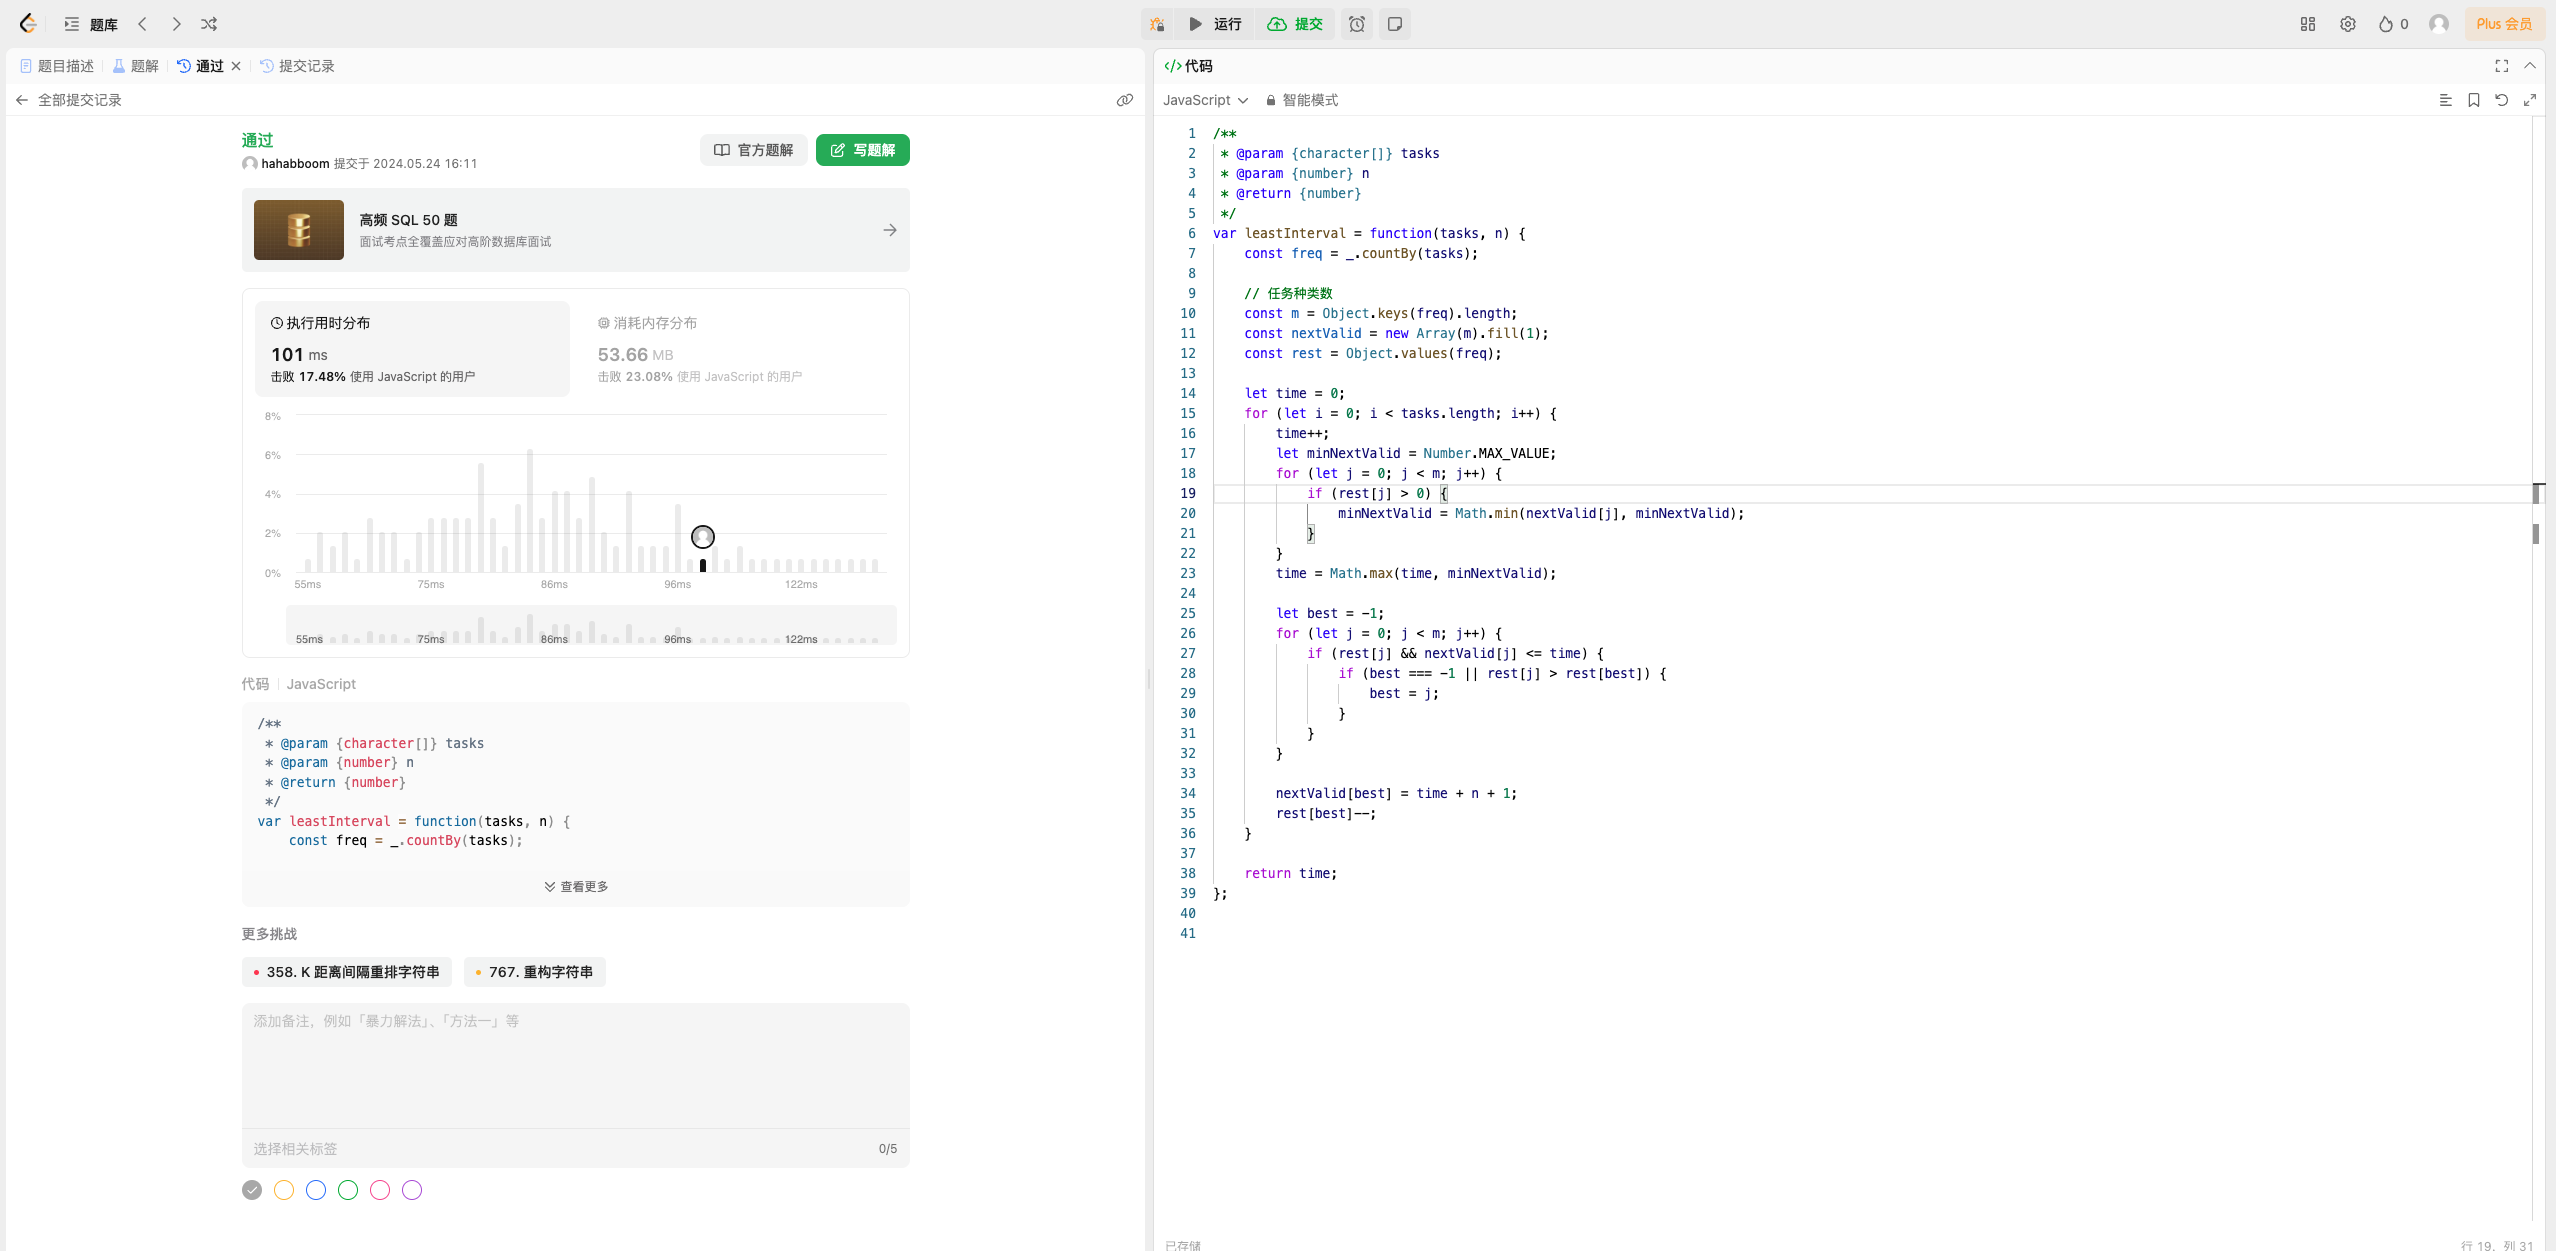 题库
运行
提交
0
Plus 会员
题目描述
题解
通过
提交记录
全部提交记录
通过
hahabboom 提交于 2024.05.24 16:11
官方题解
写题解
高频 SQL 50 题
面试考点全覆盖应对高阶数据库面试
执行用时分布
101 ms
击败 17.48% 使用 JavaScript 的用户
消耗内存分布
53.66 MB
击败 23.08% 使用 JavaScript 的用户
8%
6%
4%
2%
0%
55ms 75ms 86ms 96ms 122ms
55ms 75ms 86ms 96ms 122ms
代码 JavaScript
/**
 * @param {character[]} tasks
 * @param {number} n
 * @return {number}
 */
var leastInterval = function(tasks, n) {
    const freq = _.countBy(tasks);
查看更多
更多挑战
358. K 距离间隔重排字符串
767. 重构字符串
添加备注，例如「暴力解法」、「方法一」等
选择相关标签
0/5
代码
JavaScript
智能模式
1 /**
2  * @param {character[]} tasks
3  * @param {number} n
4  * @return {number}
5  */
6 var leastInterval = function(tasks, n) {
7     const freq = _.countBy(tasks);
8
9     // 任务种类数
10     const m = Object.keys(freq).length;
11     const nextValid = new Array(m).fill(1);
12     const rest = Object.values(freq);
13
14     let time = 0;
15     for (let i = 0; i < tasks.length; i++) {
16         time++;
17         let minNextValid = Number.MAX_VALUE;
18         for (let j = 0; j < m; j++) {
19             if (rest[j] > 0) {
20                 minNextValid = Math.min(nextValid[j], minNextValid);
21             }
22         }
23         time = Math.max(time, minNextValid);
24
25         let best = -1;
26         for (let j = 0; j < m; j++) {
27             if (rest[j] && nextValid[j] <= time) {
28                 if (best === -1 || rest[j] > rest[best]) {
29                     best = j;
30                 }
31             }
32         }
33
34         nextValid[best] = time + n + 1;
35         rest[best]--;
36     }
37
38     return time;
39 };
40
41
已存储
行 19, 列 31